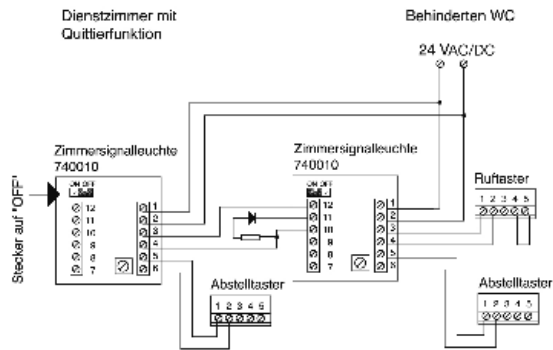 Dienstzimmer mit
Quittierfunktion
Behinderten WC
24 VAC/DC
Zimmersignalleuchte
740010
Zimmersignalleuchte
740010
Stecker auf "OFF"
ON OFF
12
11
10
9
8
7
1
2
3
4
5
6
ON OFF
12
11
10
9
8
7
1
2
3
4
5
6
Ruftaster
1 2 3 4 5
Abstelltaster
1 2 3 4 5
Abstelltaster
1 2 3 4 5